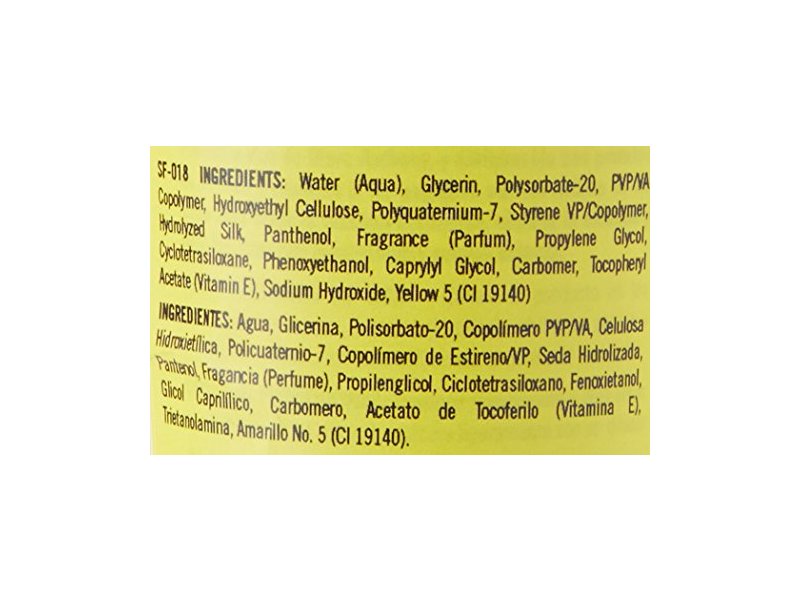 SF-018 INGREDIENTS: Water (Aqua), Glycerin, Polysorbate-20, PVP/VA
Copolymer, Hydroxyethyl Cellulose, Polyquaternium-7, Styrene VP/Copolymer,
Hydrolyzed Silk, Panthenol, Fragrance (Parfum), Propylene Glycol,
Cyclotetrasiloxane, Phenoxyethanol, Caprylyl Glycol, Carbomer, Tocopheryl
Acetate (Vitamin E), Sodium Hydroxide, Yellow 5 (CI 19140)
INGREDIENTES: Agua, Glicerina, Polisorbato-20, Copolímero PVP/VA, Celulosa
Hidroxietílica, Policuaternio-7, Copolímero de Estireno/VP, Seda Hidrolizada,
Pantenol, Fragancia (Perfume), Propilenglicol, Ciclotetrasiloxano, Fenoxietanol,
Glicol Caprilílico, Carbomero, Acetato de Tocoferilo (Vitamina E),
Trietanolamina, Amarillo No. 5 (CI 19140).